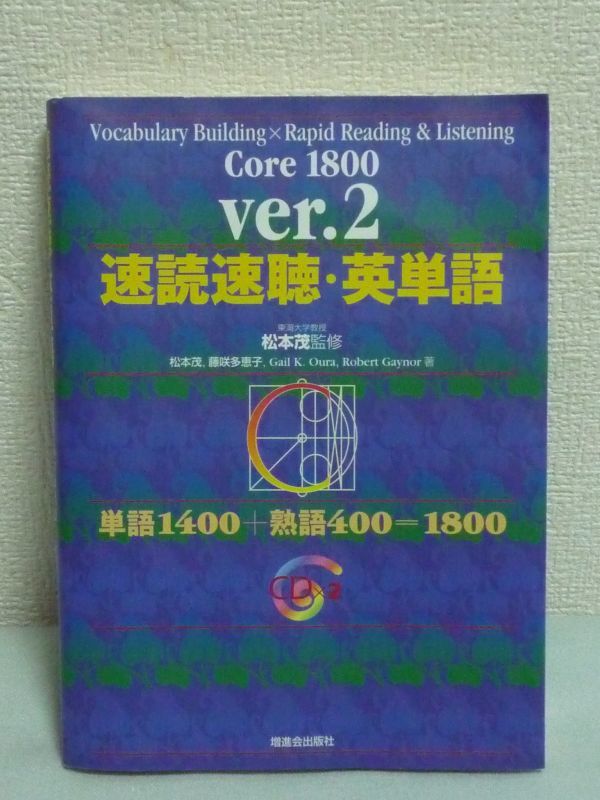 Vocabulary Building×Rapid Reading & Listening
Core 1800
ver.2
速読速聴・英単語
東海大学教授
松本茂監修
松本茂, 藤咲多恵子, Gail K. Oura, Robert Gaynor 著
単語1400＋熟語400＝1800
CD×2
増進会出版社